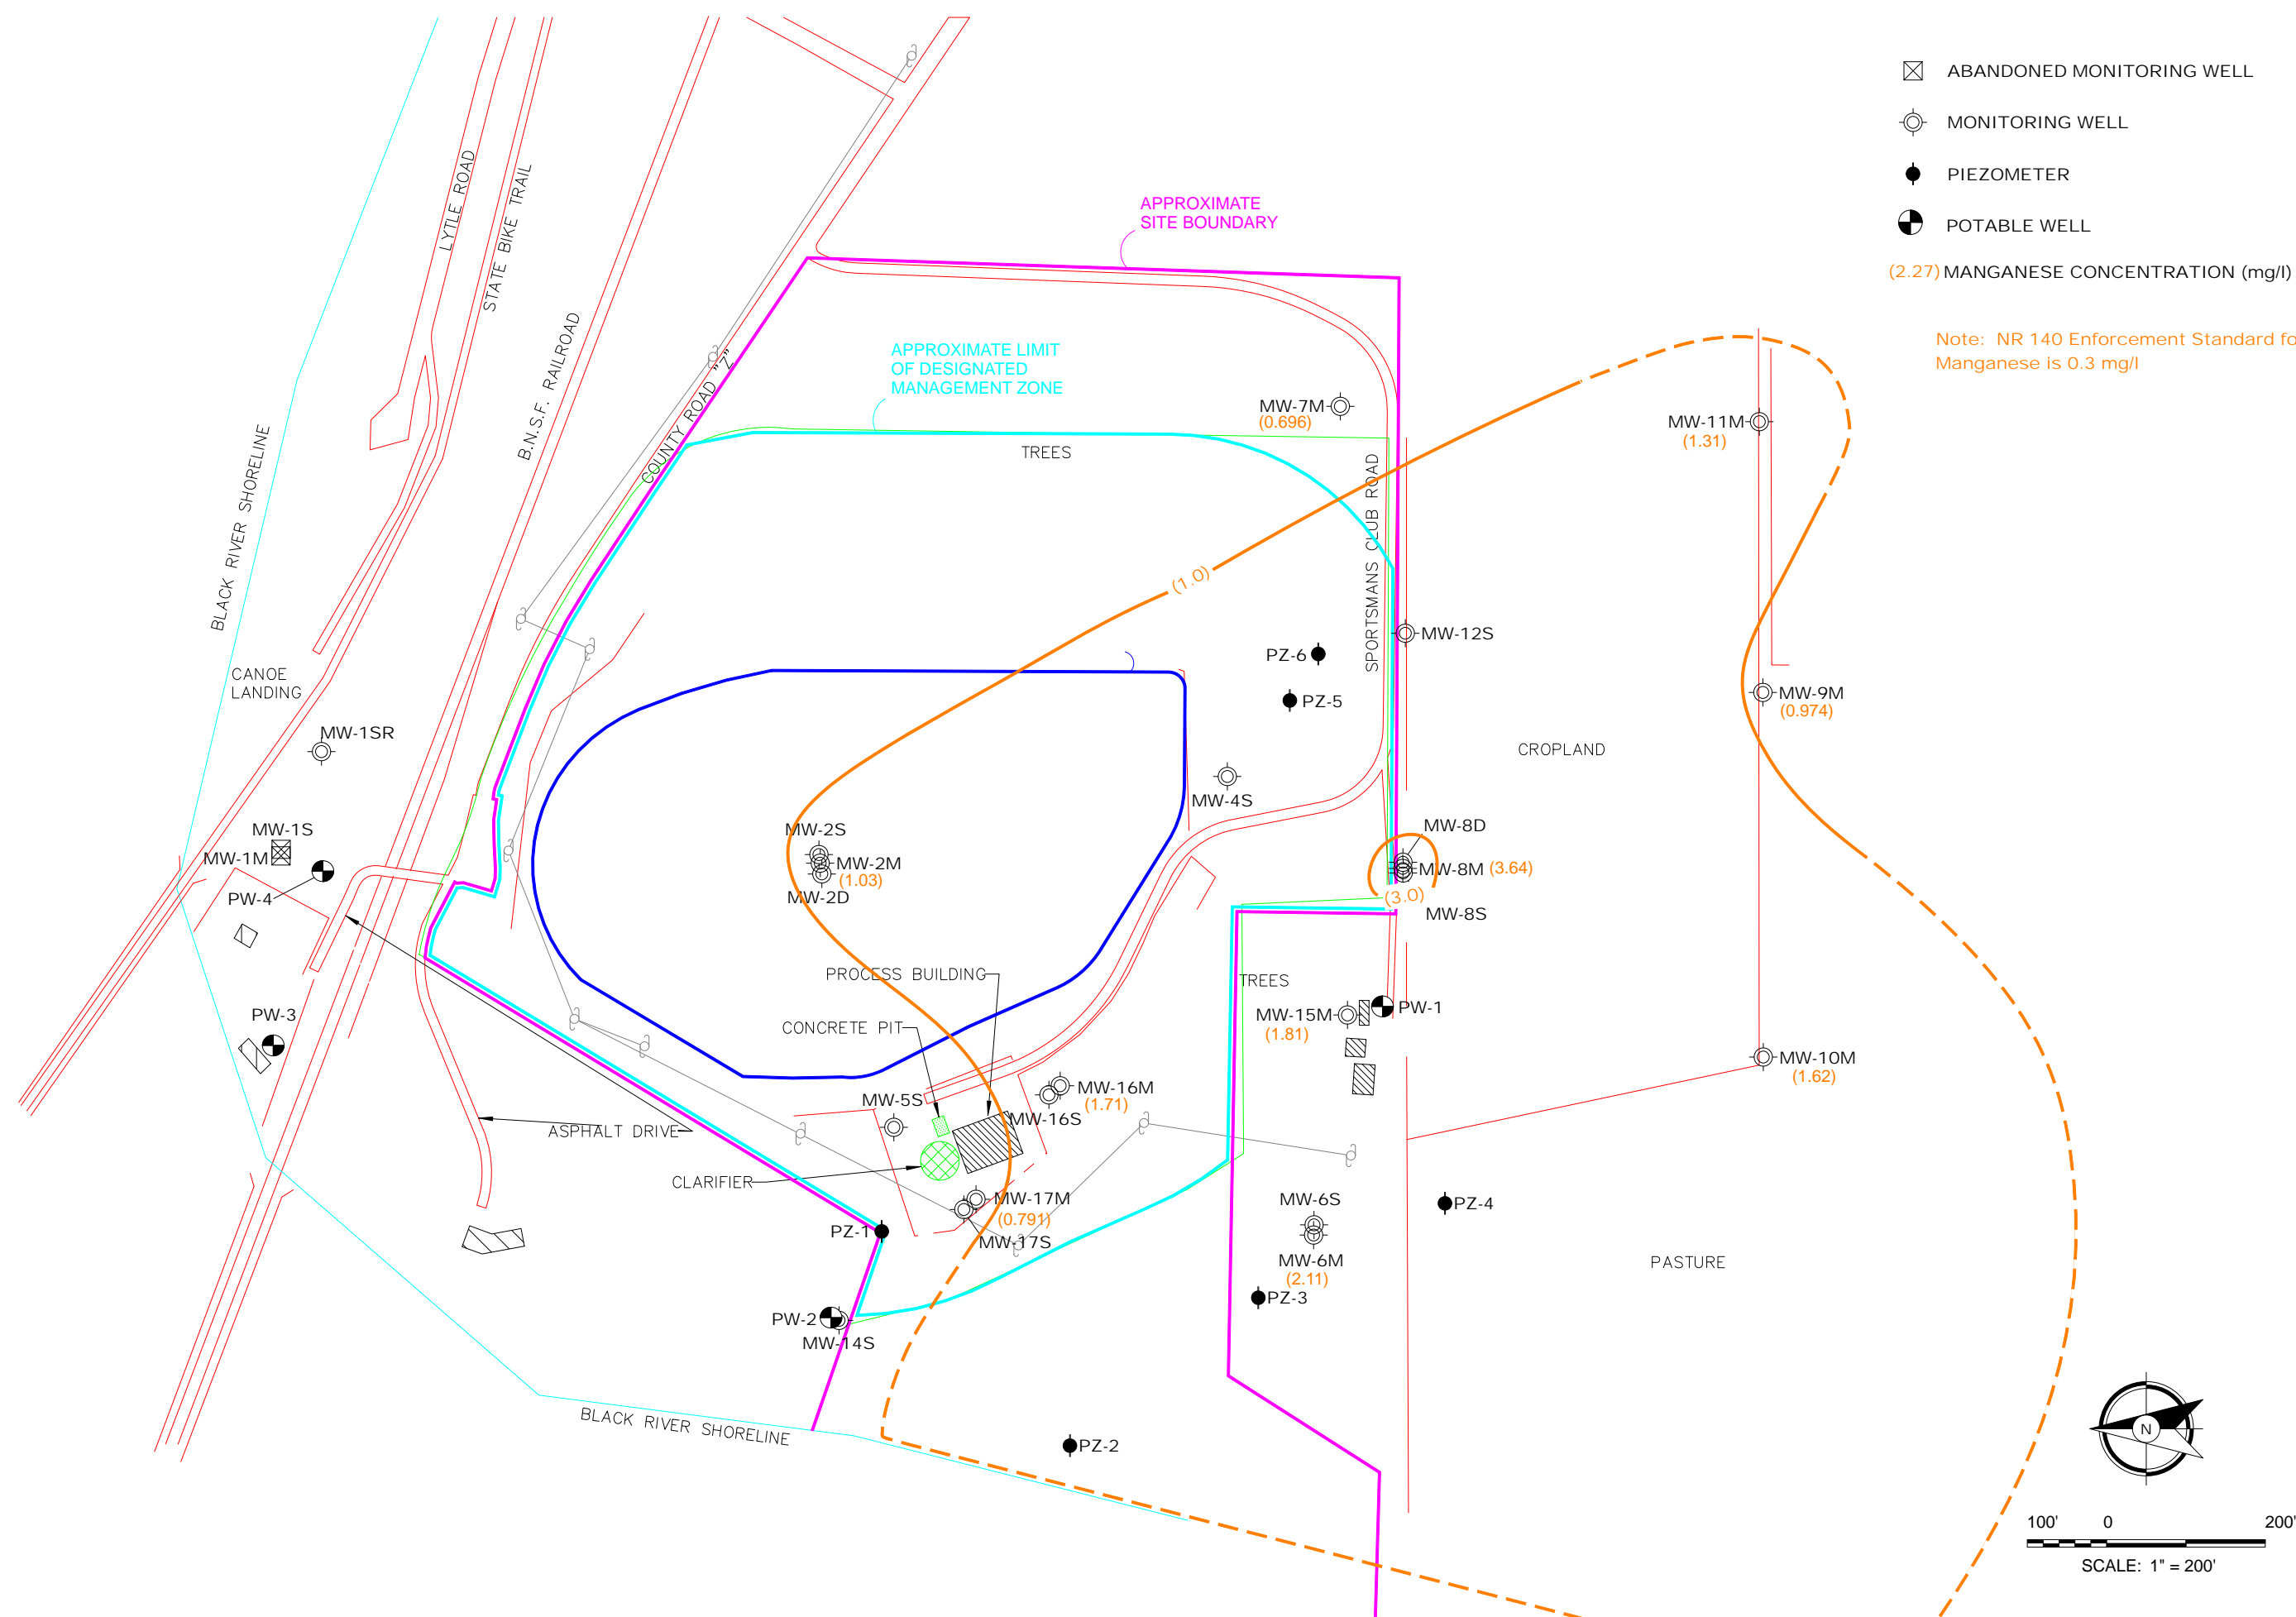 ABANDONED MONITORING WELL
MONITORING WELL
PIEZOMETER
POTABLE WELL
(2.27) MANGANESE CONCENTRATION (mg/l)
Note: NR 140 Enforcement Standard fo
Manganese is 0.3 mg/l
APPROXIMATE
SITE BOUNDARY
APPROXIMATE LIMIT
OF DESIGNATED
MANAGEMENT ZONE
LYTLE ROAD
STATE BIKE TRAIL
B.N.S.F. RAILROAD
COUNTY ROAD "Z"
BLACK RIVER SHORELINE
TREES
SPORTSMANS CLUB ROAD
MW-7M
(0.696)
MW-11M
(1.31)
(1.0)
MW-12S
PZ-6
PZ-5
MW-9M
(0.974)
CROPLAND
CANOE
LANDING
MW-1SR
MW-4S
MW-1S
MW-1M
PW-4
MW-2S
MW-2M
(1.03)
MW-2D
MW-8D
MW-8M (3.64)
(3.0)
MW-8S
PROCESS BUILDING
TREES
PW-1
MW-15M
(1.81)
PW-3
CONCRETE PIT
MW-10M
(1.62)
MW-16M
(1.71)
MW-5S
MW-16S
ASPHALT DRIVE
CLARIFIER
MW-17M
(0.791)
MW-17S
MW-6S
PZ-4
PZ-1
MW-6M
(2.11)
PASTURE
PZ-3
PW-2
MW-14S
BLACK RIVER SHORELINE
PZ-2
N
100' 0 200'
SCALE: 1" = 200'